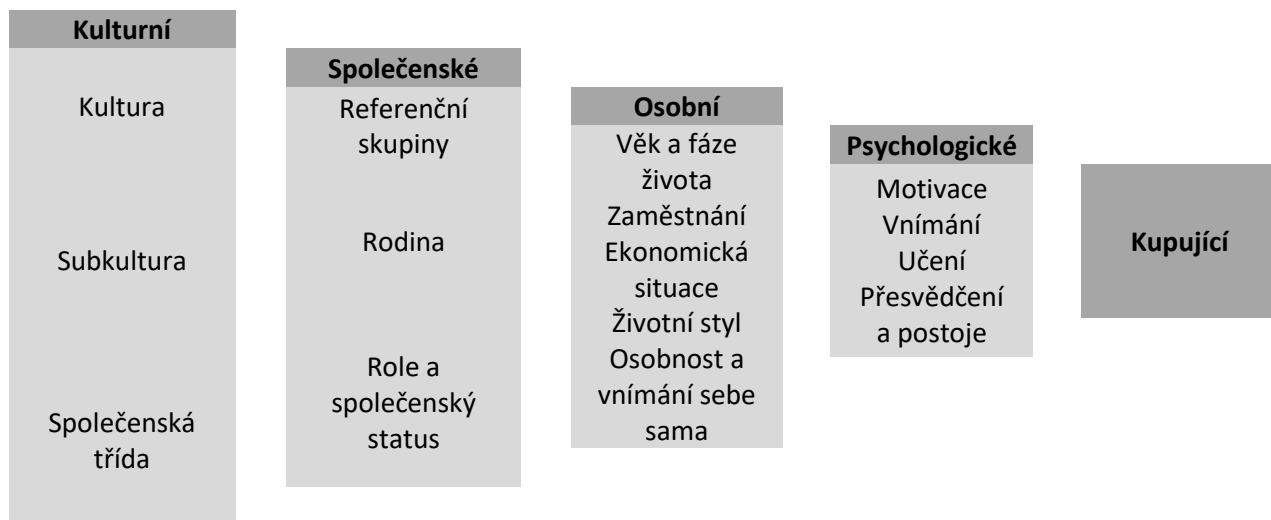 Kulturní
Kultura
Subkultura
Společenská
třída
Společenské
Referenční
skupiny
Rodina
Role a
společenský
status
Osobní
Věk a fáze
života
Zaměstnání
Ekonomická
situace
Životní styl
Osobnost a
vnímání sebe
sama
Psychologické
Motivace
Vnímání
Učení
Přesvědčení
a postoje
Kupující